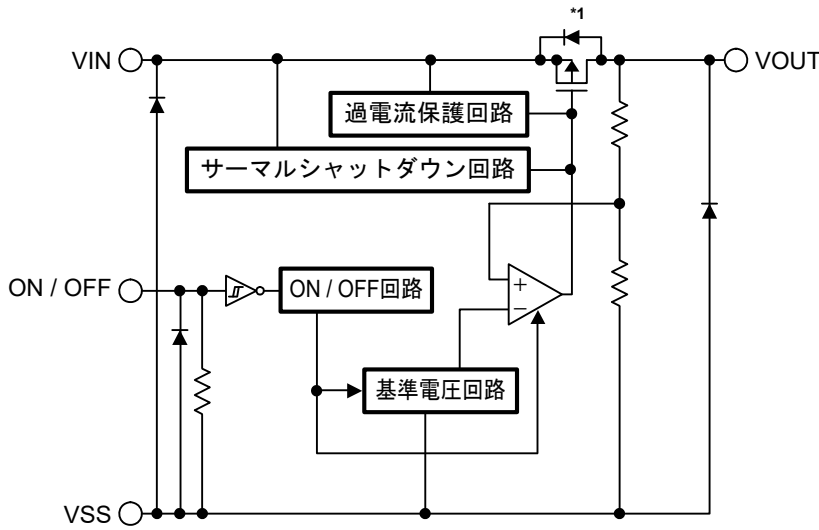 *1
VIN
VOUT
過電流保護回路
サーマルシャットダウン回路
ON / OFF
ON / OFF回路
+
−
基準電圧回路
VSS